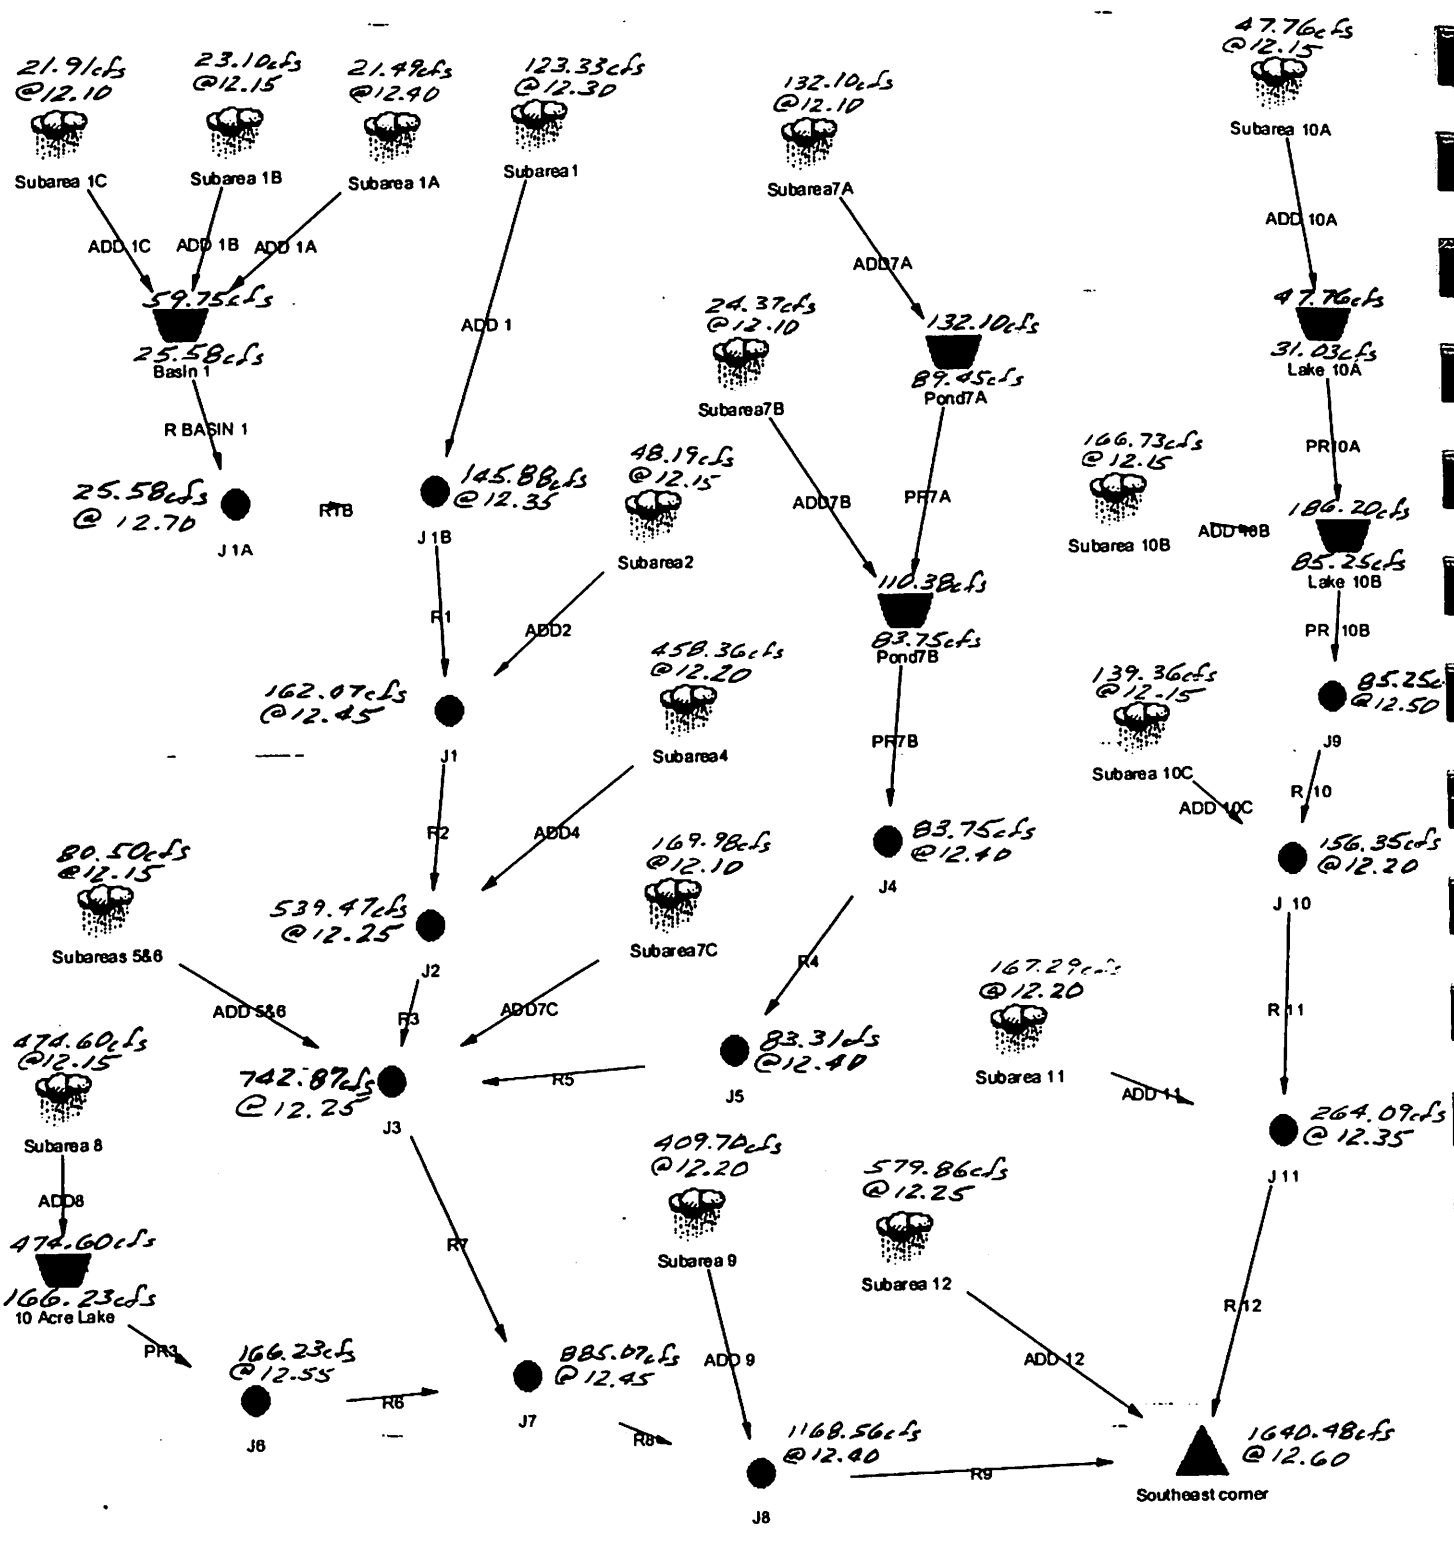 21.91cfs
@12.10
Subarea 1C
23.10cfs
@12.15
Subarea 1B
21.49cfs
@12.40
Subarea 1A
123.33cfs
@12.30
Subarea1
132.10cfs
@12.10
Subarea7A
47.76cfs
@12.15
Subarea 10A
ADD 1C
ADD 1B
ADD 1A
ADD 10A
ADD7A
59.75cfs
25.58cfs
Basin 1
ADD 1
24.37cfs
@12.10
Subarea7B
132.10cfs
89.45cfs
Pond7A
47.76cfs
31.03cfs
Lake 10A
R BASIN 1
PR10A
25.58cfs
@ 12.70
J 1A
R1B
145.88cfs
@12.35
J 1B
48.19cfs
@12.15
Subarea2
ADD7B
PR7A
166.73cfs
@12.15
Subarea 10B
ADD 10B
186.20cfs
85.25cfs
Lake 10B
R1
ADD2
110.38cfs
83.75cfs
Pond7B
PR 10B
162.07cfs
@12.45
J1
458.36cfs
@12.20
Subarea4
PR7B
139.36cfs
@12.15
Subarea 10C
85.25c
@12.50
J9
R2
ADD4
ADD 10C
R 10
80.50cfs
@12.15
Subareas 5&6
169.98cfs
@12.10
Subarea7C
83.75cfs
@12.40
J4
156.35cfs
@12.20
J 10
539.47cfs
@12.25
J2
R4
167.29c
@12.20
Subarea 11
ADD 5&6
R3
ADD7C
R 11
474.60cfs
@12.15
Subarea 8
742.87cfs
@12.25
J3
R5
83.31cfs
@12.40
J5
ADD 11
264.09cfs
@12.35
J 11
ADD8
409.70cfs
@12.20
Subarea 9
579.86cfs
@12.25
Subarea 12
474.60cfs
166.23cfs
10 Acre Lake
R7
R 12
PR3
166.23cfs
@12.55
J6
R6
885.07cfs
@12.45
J7
ADD 9
ADD 12
R8
1168.56cfs
@12.40
J8
R9
1640.48cfs
@12.60
Southeast corner